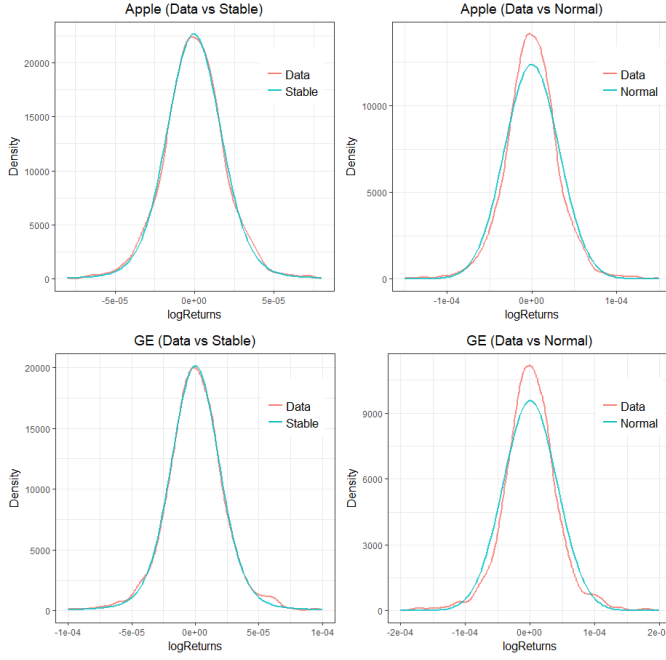 Apple (Data vs Stable)
20000
15000
10000
5000
0
Density
Data
Stable
-5e-05 0e+00 5e-05
logReturns
Apple (Data vs Normal)
10000
5000
0
Density
Data
Normal
-1e-04 0e+00 1e-04
logReturns
GE (Data vs Stable)
20000
15000
10000
5000
0
Density
Data
Stable
-1e-04 -5e-05 0e+00 5e-05 1e-04
logReturns
GE (Data vs Normal)
9000
6000
3000
0
Density
Data
Normal
-2e-04 -1e-04 0e+00 1e-04 2e-0
logReturns